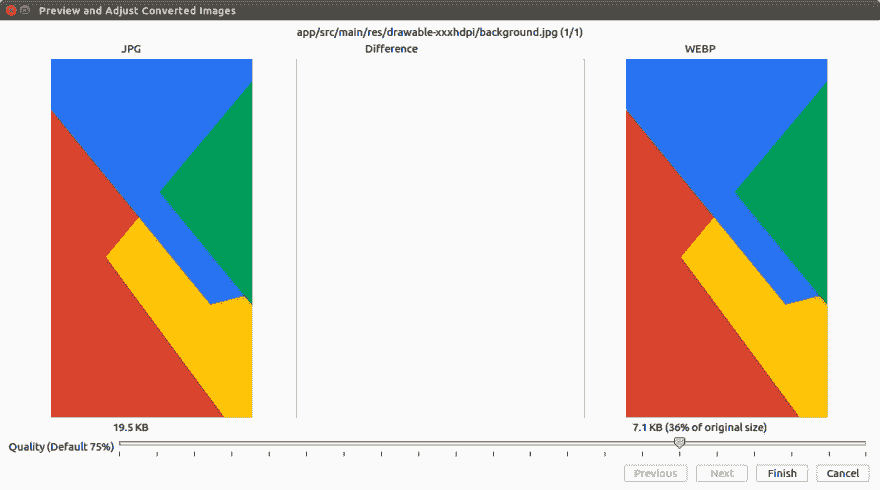 Preview and Adjust Converted Images
app/src/main/res/drawable-xxxhdpi/background.jpg (1/1)
JPG Difference WEBP
19.5 KB 7.1 KB (36% of original size)
Quality (Default 75%)
Previous Next Finish Cancel